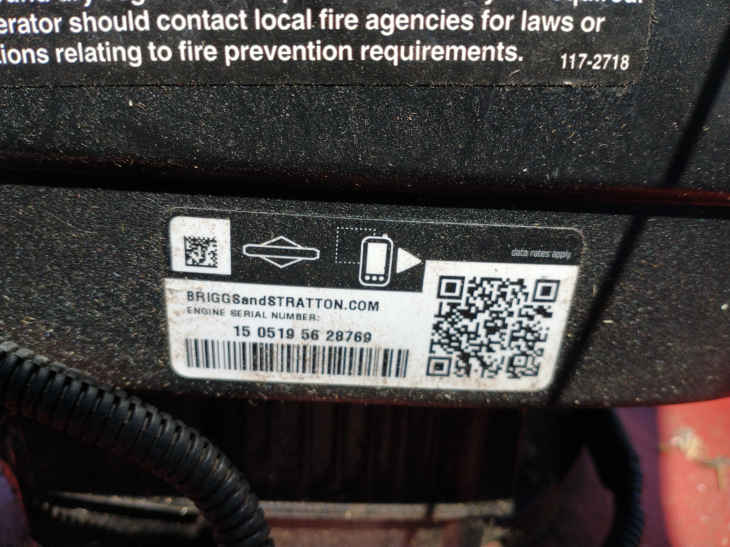 erator should contact local fire agencies for laws or
ions relating to fire prevention requirements.
117-2718
data rates apply
BRIGGSandSTRATTON.COM
ENGINE SERIAL NUMBER:
15 0519 56 28769